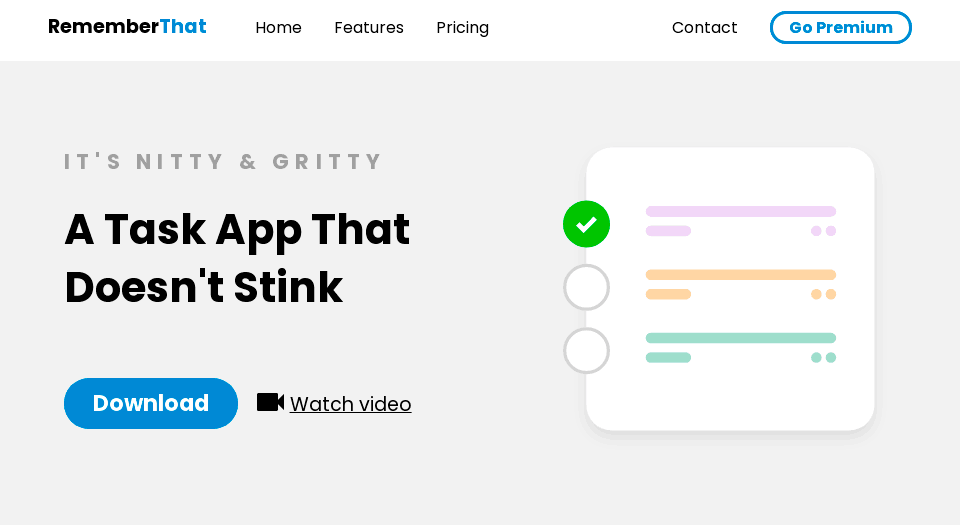 RememberThat Home Features Pricing Contact Go Premium
IT'S NITTY & GRITTY
A Task App That
Doesn't Stink
Download Watch video